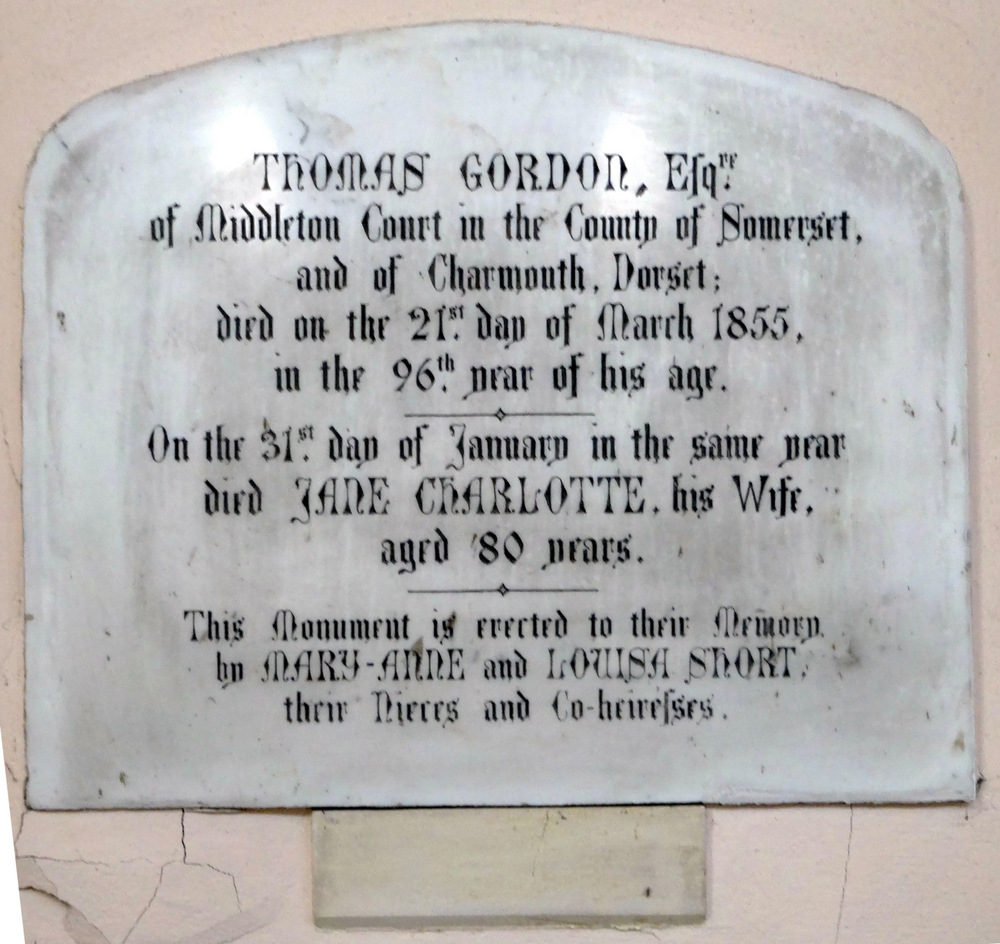 THOMAS GORDON, Eſqre.
of Middleton Court in the County of Somerset,
and of Charmouth, Dorset;
died on the 21st. day of March 1855,
in the 96th. year of his age.
On the 31st. day of January in the same year
died JANE CHARLOTTE, his Wife,
aged 80 years.
This Monument is erected to their Memory,
by MARY-ANNE and LOUISA SHORT,
their Nieces and Co-heireſses.